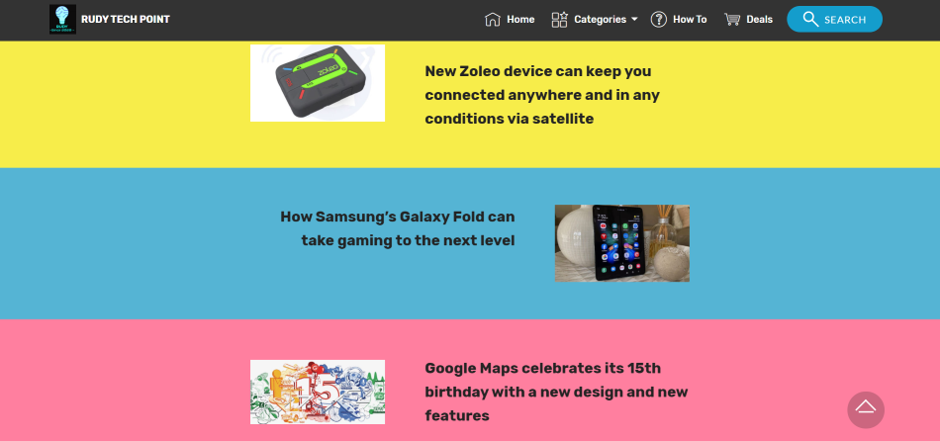 RUDY TECH POINT
Home
Categories
How To
Deals
SEARCH
zoleo
New Zoleo device can keep you
connected anywhere and in any
conditions via satellite
How Samsung's Galaxy Fold can
take gaming to the next level
15
Google Maps celebrates its 15th
birthday with a new design and new
features